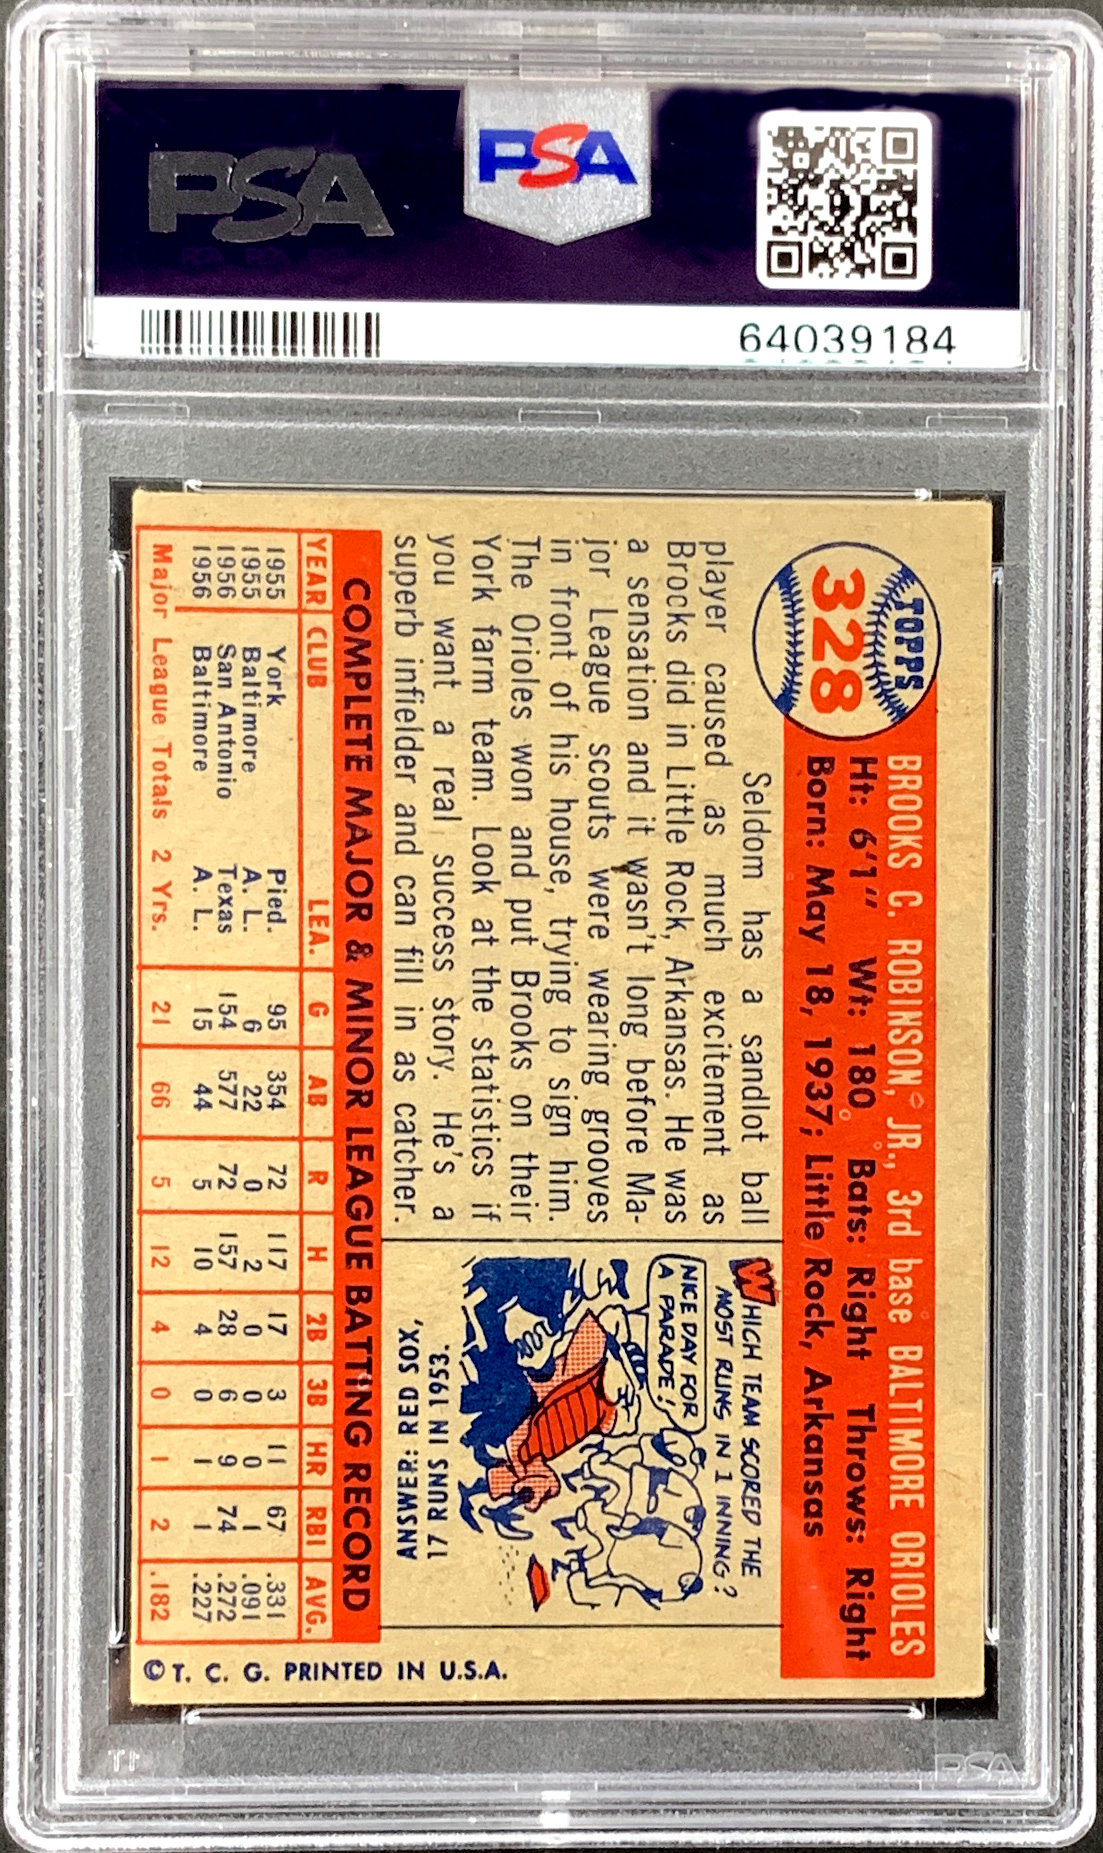 PSA
PSA
64039184
TOPPS
328
BROOKS C. ROBINSON, JR., 3rd base BALTIMORE ORIOLES
Ht: 6'1" Wt: 180 Bats: Right Throws: Right
Born: May 18, 1937; Little Rock, Arkansas
Seldom has a sandlot ball
player caused as much excitement as
Brocks did in Little Rock, Arkansas. He was
a sensation and it wasn't long before Ma-
jor League scouts were wearing grooves
in front of his house, trying to sign him.
The Orioles won and put Brooks on their
York farm team. Look at the statistics if
you want a real success story. He's a
superb infielder and can fill in as catcher.
WHICH TEAM SCORED THE
MOST RUNS IN 1 INNING?
NICE DAY FOR
A PARADE!
17 RUNS IN 1953.
ANSWER: RED SOX,
COMPLETE MAJOR & MINOR LEAGUE BATTING RECORD
YEAR CLUB LEA. G AB R H 2B 3B HR RBI AVG.
1955 York Pied. 95 354 72 117 17 3 11 67 .331
1955 Baltimore A. L. 6 22 0 2 0 0 0 1 .091
1956 San Antonio Texas 154 577 72 157 28 6 9 74 .272
1956 Baltimore A. L. 15 44 5 10 4 0 1 1 .227
Major League Totals 2 Yrs. 21 66 5 12 4 0 1 2 .182
© T. C. G. PRINTED IN U.S.A.
PSA